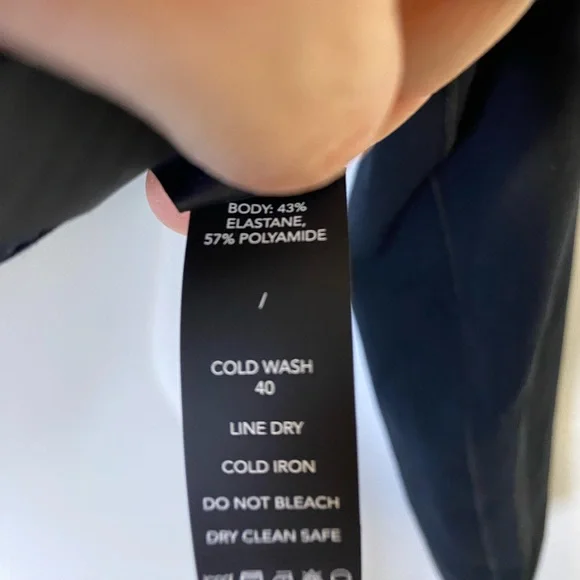 BODY: 43%
ELASTANE,
57% POLYAMIDE
/
COLD WASH
40
LINE DRY
COLD IRON
DO NOT BLEACH
DRY CLEAN SAFE